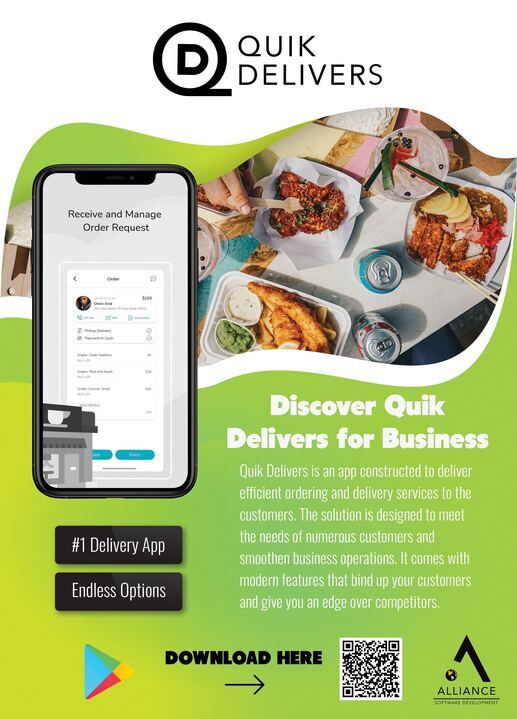 QUIK
DELIVERS
Receive and Manage
Order Request
Order
$120
Omin Ariz
Pickup Delivery
Payment in Cash
Discover Quik
Delivers for Business
Quik Delivers is an app constructed to deliver
efficient ordering and delivery services to the
customers. The solution is designed to meet
the needs of numerous customers and
smoothen business operations. It comes with
modern features that bind up your customers
and give you an edge over competitors.
#1 Delivery App
Endless Options
DOWNLOAD HERE
ALLIANCE
SOFTWARE DEVELOPMENT